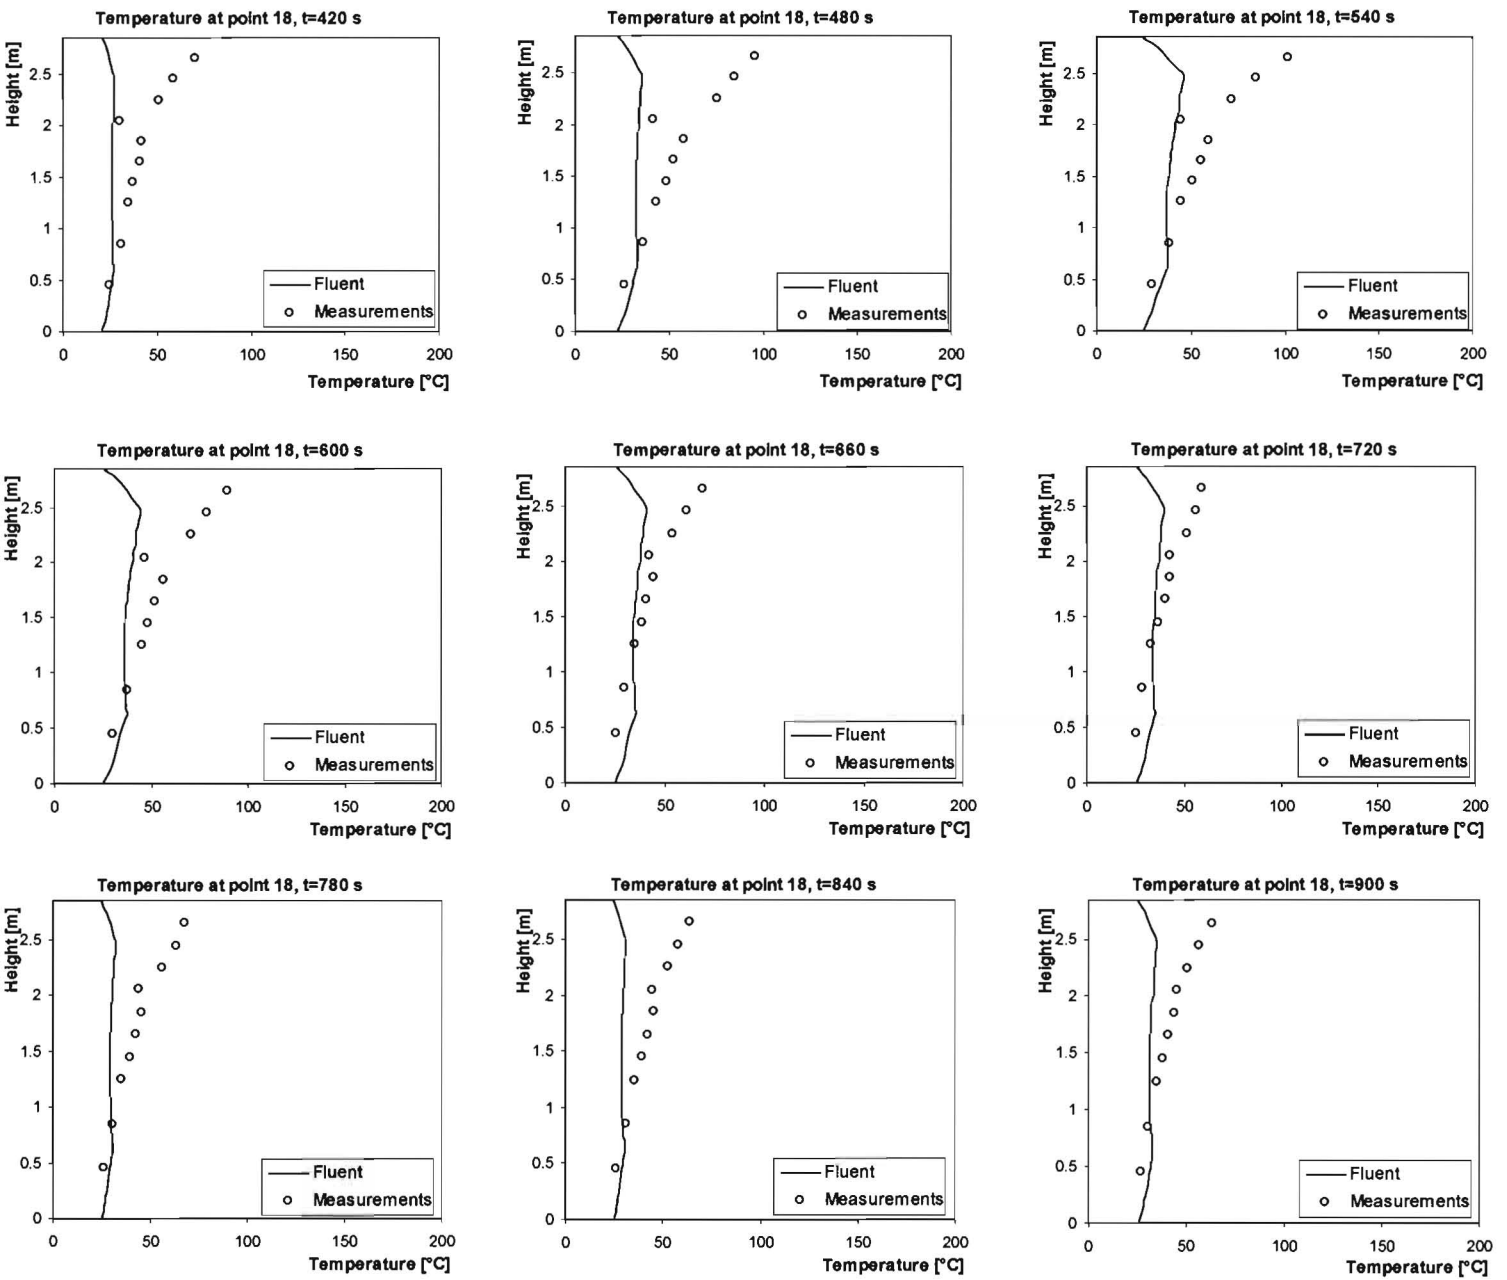 Temperature at point 18, t=420 s
Height [m]
2.5
2
1.5
1
0.5
0
Fluent
Measurements
0 50 100 150 200
Temperature [°C]
Temperature at point 18, t=480 s
Height [m]
2.5
2
1.5
1
0.5
0
Fluent
Measurements
0 50 100 150 200
Temperature [°C]
Temperature at point 18, t=540 s
Height [m]
2.5
2
1.5
1
0.5
0
Fluent
Measurements
0 50 100 150 200
Temperature [°C]
Temperature at point 18, t=600 s
Height [m]
2.5
2
1.5
1
0.5
0
Fluent
Measurements
0 50 100 150 200
Temperature [°C]
Temperature at point 18, t=660 s
Height [m]
2.5
2
1.5
1
0.5
0
Fluent
Measurements
0 50 100 150 200
Temperature [°C]
Temperature at point 18, t=720 s
Height [m]
2.5
2
1.5
1
0.5
0
Fluent
Measurements
0 50 100 150 200
Temperature [°C]
Temperature at point 18, t=780 s
Height [m]
2.5
2
1.5
1
0.5
0
Fluent
Measurements
0 50 100 150 200
Temperature [°C]
Temperature at point 18, t=840 s
Height [m]
2.5
2
1.5
1
0.5
0
Fluent
Measurements
0 50 100 150 200
Temperature [°C]
Temperature at point 18, t=900 s
Height [m]
2.5
2
1.5
1
0.5
0
Fluent
Measurements
0 50 100 150 200
Temperature [°C]